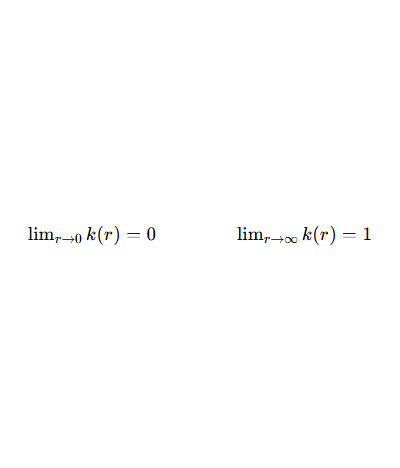 lim_{r→0} k(r) = 0    lim_{r→∞} k(r) = 1